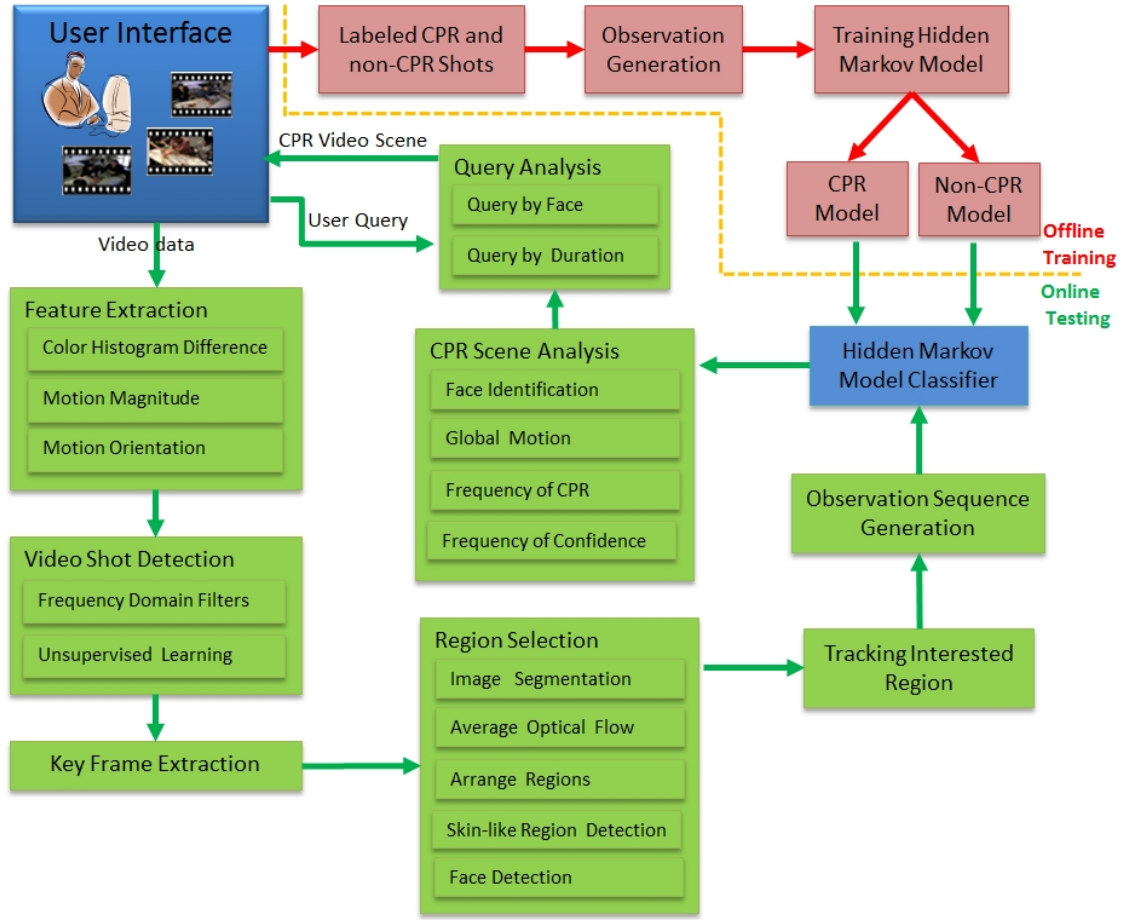 User Interface
Labeled CPR and
non-CPR Shots
Observation
Generation
Training Hidden
Markov Model
CPR
Model
Non-CPR
Model
Offline
Training
Online
Testing
CPR Video Scene
User Query
Video data
Query Analysis
Query by Face
Query by Duration
Feature Extraction
Color Histogram Difference
Motion Magnitude
Motion Orientation
CPR Scene Analysis
Face Identification
Global Motion
Frequency of CPR
Frequency of Confidence
Hidden Markov
Model Classifier
Observation Sequence
Generation
Video Shot Detection
Frequency Domain Filters
Unsupervised Learning
Key Frame Extraction
Region Selection
Image Segmentation
Average Optical Flow
Arrange Regions
Skin-like Region Detection
Face Detection
Tracking Interested
Region